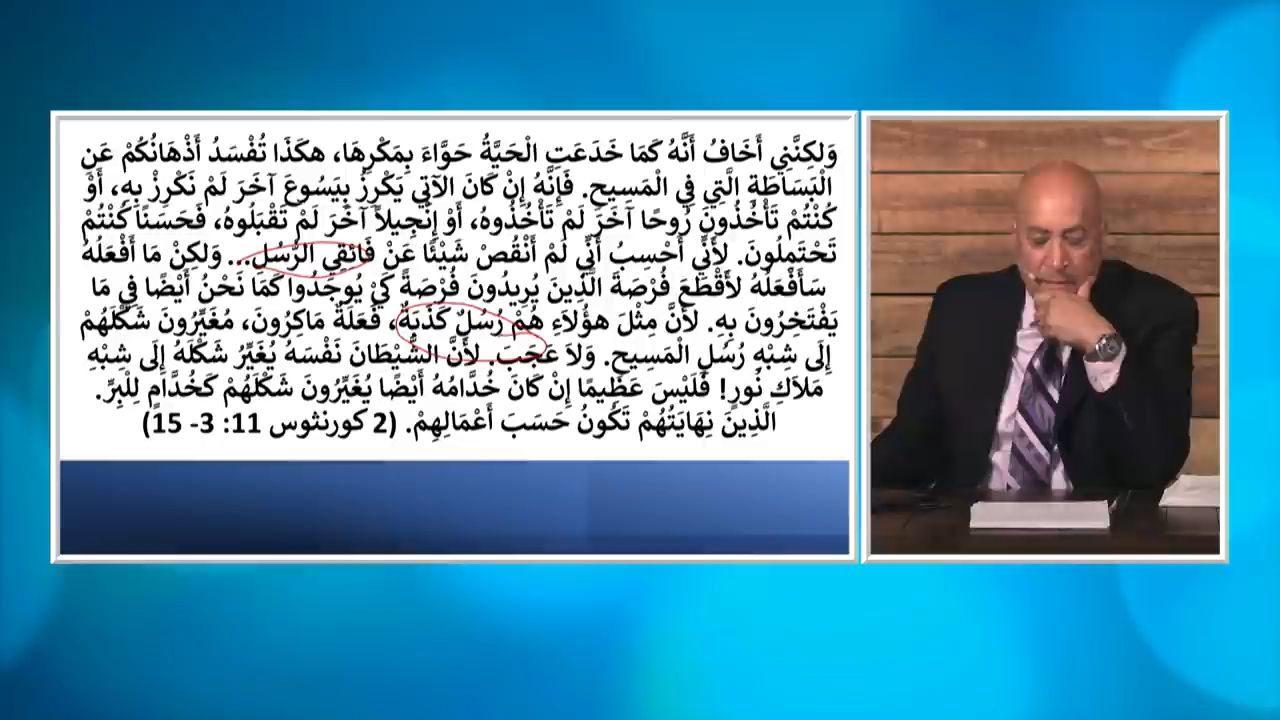 وَلكِنَّنِي أَخَافُ أَنَّهُ كَمَا خَدَعَتِ الْحَيَّةُ حَوَّاءَ بِمَكْرِهَا، هكَذَا تُفْسَدُ أَذْهَانُكُمْ عَنِ
الْبَسَاطَةِ الَّتِي فِي الْمَسِيحِ. فَإِنَّهُ إِنْ كَانَ الآتِي يَكْرِزُ بِيَسُوعَ آخَرَ لَمْ نَكْرِزْ بِهِ، أَوْ
كُنْتُمْ تَأْخُذُونَ رُوحًا آخَرَ لَمْ تَأْخُذُوهُ، أَوْ إِنْجِيلاً آخَرَ لَمْ تَقْبَلُوهُ، فَحَسَنًا كُنْتُمْ
تَحْتَمِلُونَ. لأَنِّي أَحْسِبُ أَنِّي لَمْ أَنْقُصْ شَيْئًا عَنْ فَائِقِي الرُّسُلِ... وَلكِنْ مَا أَفْعَلُهُ
سَأَفْعَلُهُ لأَقْطَعَ فُرْصَةَ الَّذِينَ يُرِيدُونَ فُرْصَةً كَيْ يُوجَدُوا كَمَا نَحْنُ أَيْضًا فِي مَا
يَفْتَخِرُونَ بِهِ. لأَنَّ مِثْلَ هؤُلاَءِ هُمْ رُسُلٌ كَذَبَةٌ، فَعَلَةٌ مَاكِرُونَ، مُغَيِّرُونَ شَكْلَهُمْ
إِلَى شِبْهِ رُسُلِ الْمَسِيحِ. وَلاَ عَجَبَ. لأَنَّ الشَّيْطَانَ نَفْسَهُ يُغَيِّرُ شَكْلَهُ إِلَى شِبْهِ
مَلاَكِ نُورٍ! فَلَيْسَ عَظِيمًا إِنْ كَانَ خُدَّامُهُ أَيْضًا يُغَيِّرُونَ شَكْلَهُمْ كَخُدَّامٍ لِلْبِرِّ.
الَّذِينَ نِهَايَتُهُمْ تَكُونُ حَسَبَ أَعْمَالِهِمْ. (2 كورنثوس 11: 3- 15)